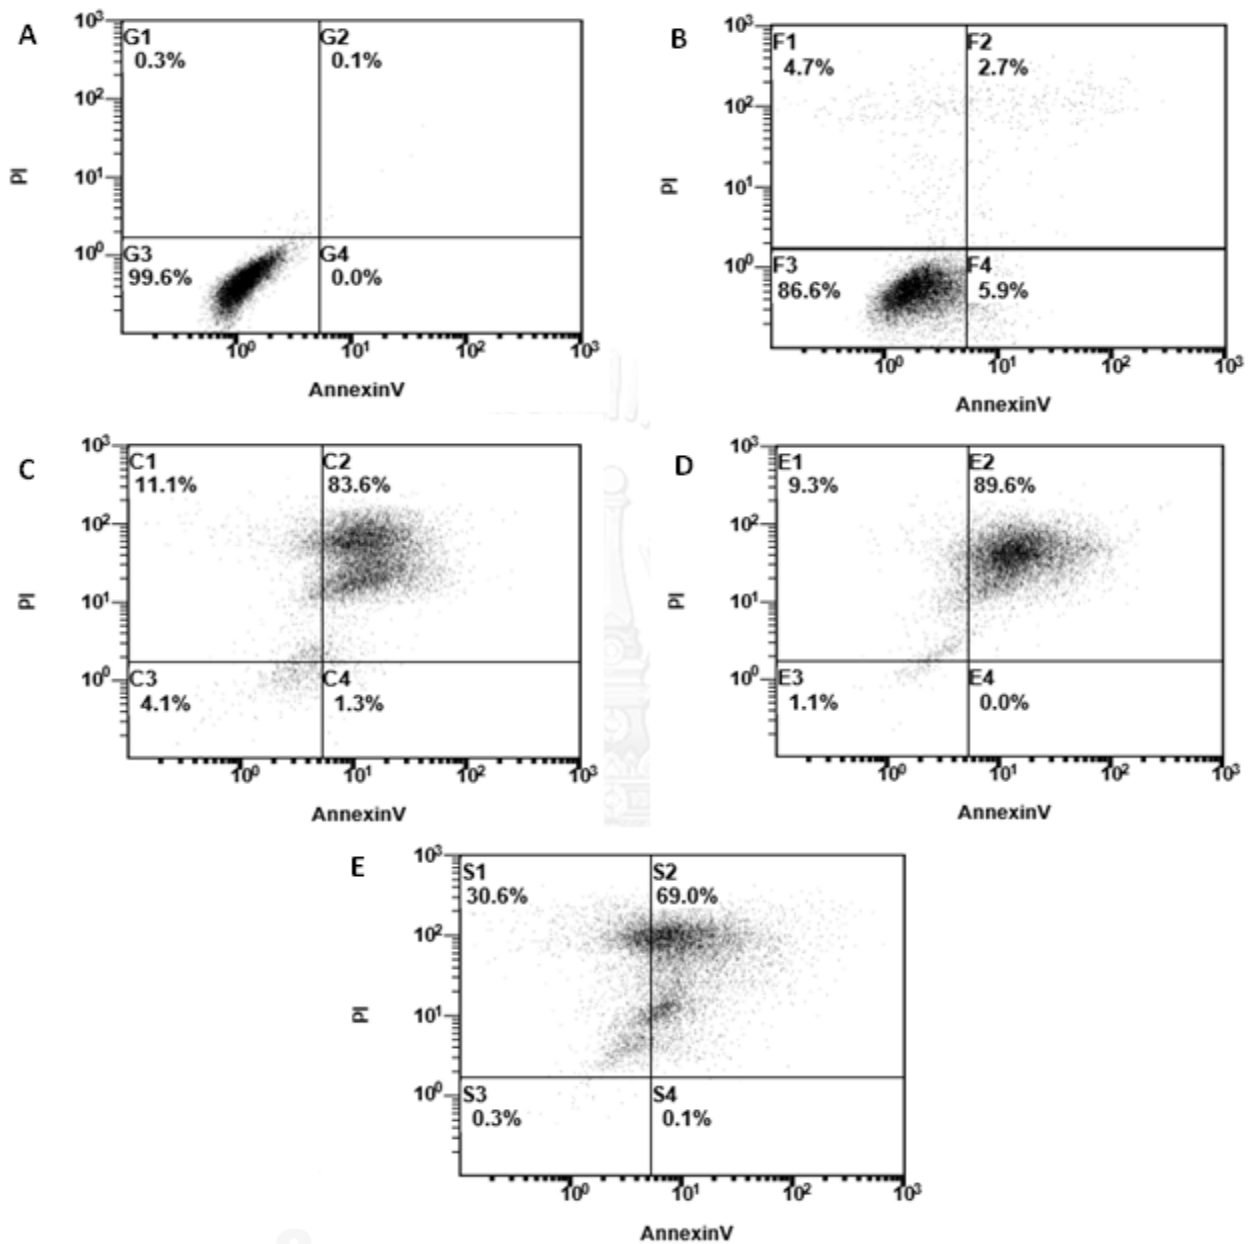 A
10³
G1 G2
0.3% 0.1%
10²
10¹
PI
10⁰
G3 G4
99.6% 0.0%
10⁰ 10¹ 10² 10³
AnnexinV
B
10³
F1 F2
4.7% 2.7%
10²
10¹
PI
10⁰
F3 F4
86.6% 5.9%
10⁰ 10¹ 10² 10³
AnnexinV
C
10³
C1 C2
11.1% 83.6%
10²
10¹
PI
10⁰
C3 C4
4.1% 1.3%
10⁰ 10¹ 10² 10³
AnnexinV
D
10³
E1 E2
9.3% 89.6%
10²
10¹
PI
10⁰
E3 E4
1.1% 0.0%
10⁰ 10¹ 10² 10³
AnnexinV
E
10³
S1 S2
30.6% 69.0%
10²
10¹
PI
10⁰
S3 S4
0.3% 0.1%
10⁰ 10¹ 10² 10³
AnnexinV